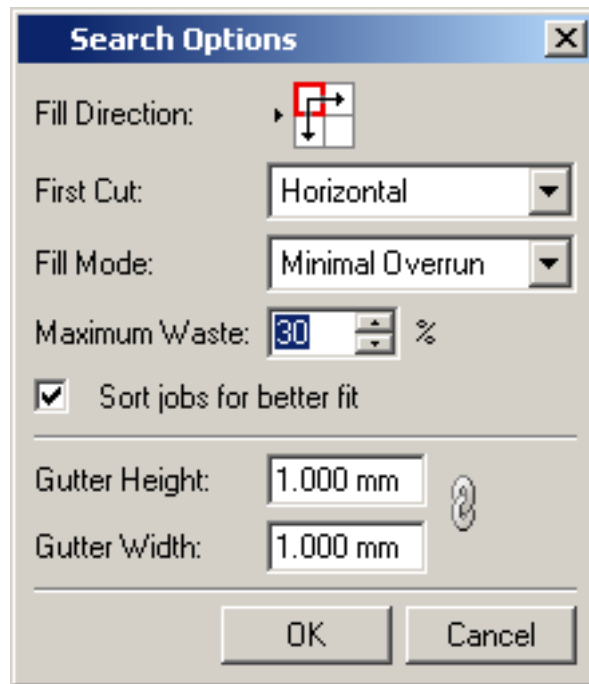 Search Options
Fill Direction:
First Cut: Horizontal
Fill Mode: Minimal Overrun
Maximum Waste: 30 %
Sort jobs for better fit
Gutter Height: 1.000 mm
Gutter Width: 1.000 mm
OK Cancel